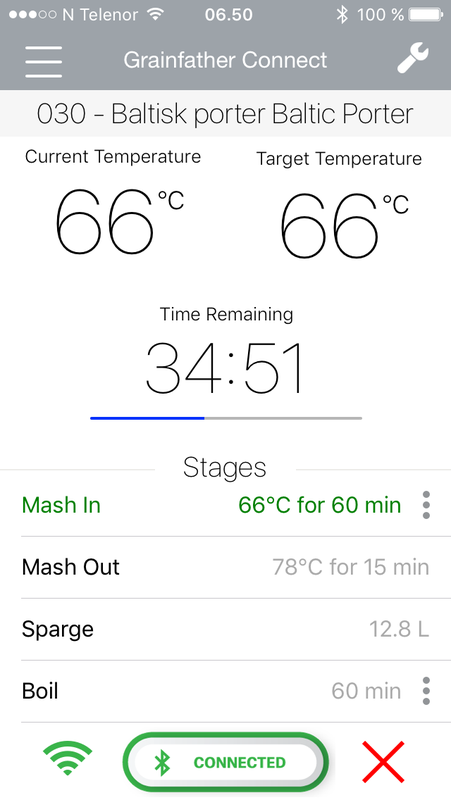 N Telenor 06.50 100 %
Grainfather Connect
030 - Baltisk porter Baltic Porter
Current Temperature Target Temperature
66°C 66°C
Time Remaining
34:51
Stages
Mash In 66°C for 60 min
Mash Out 78°C for 15 min
Sparge 12.8 L
Boil 60 min
CONNECTED